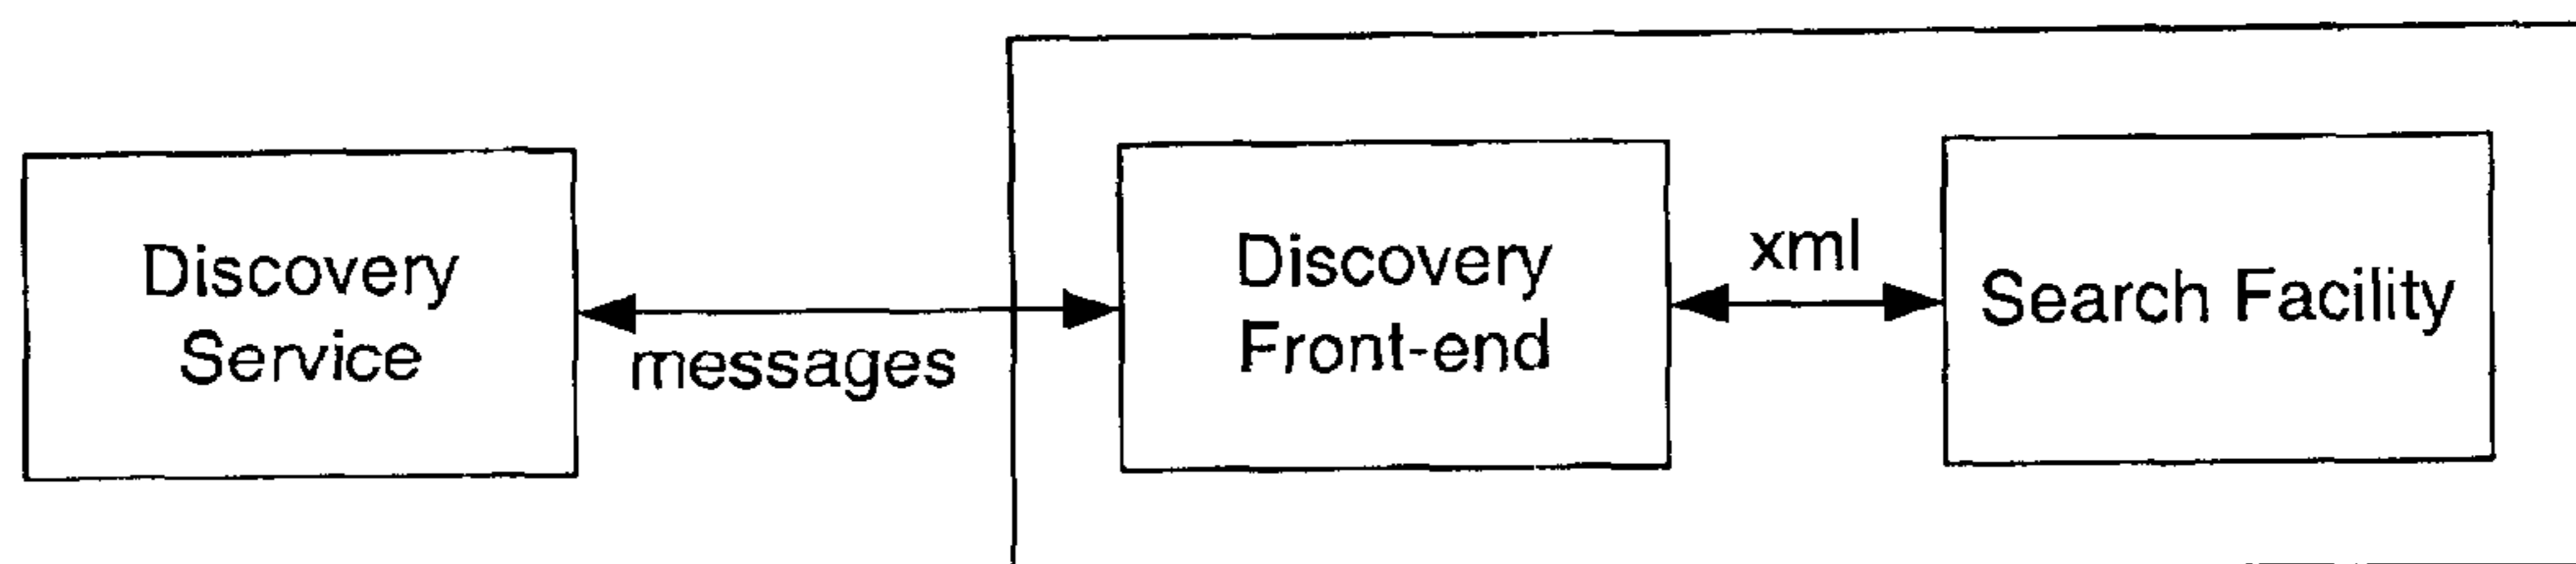 Discovery
Service
messages
Discovery
Front-end
xml
Search Facility